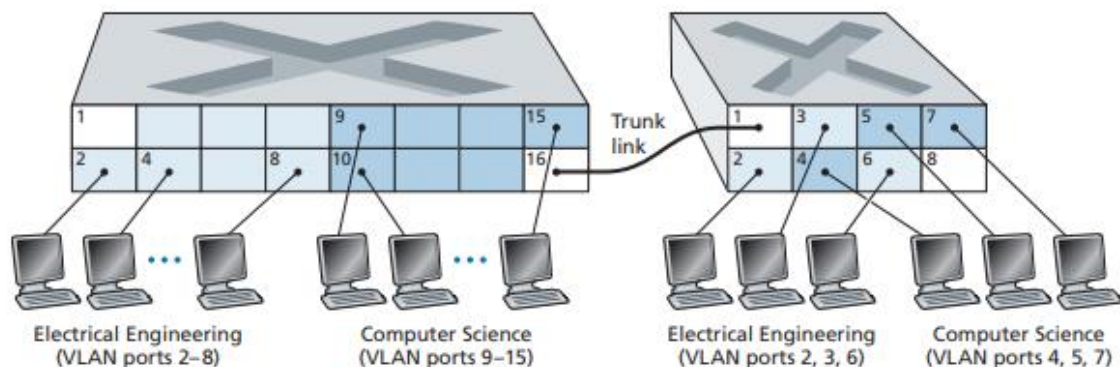 1
9
15
2
4
8
10
16
Trunk
link
1
3
5
7
2
4
6
8
Electrical Engineering
(VLAN ports 2–8)
Computer Science
(VLAN ports 9–15)
Electrical Engineering
(VLAN ports 2, 3, 6)
Computer Science
(VLAN ports 4, 5, 7)